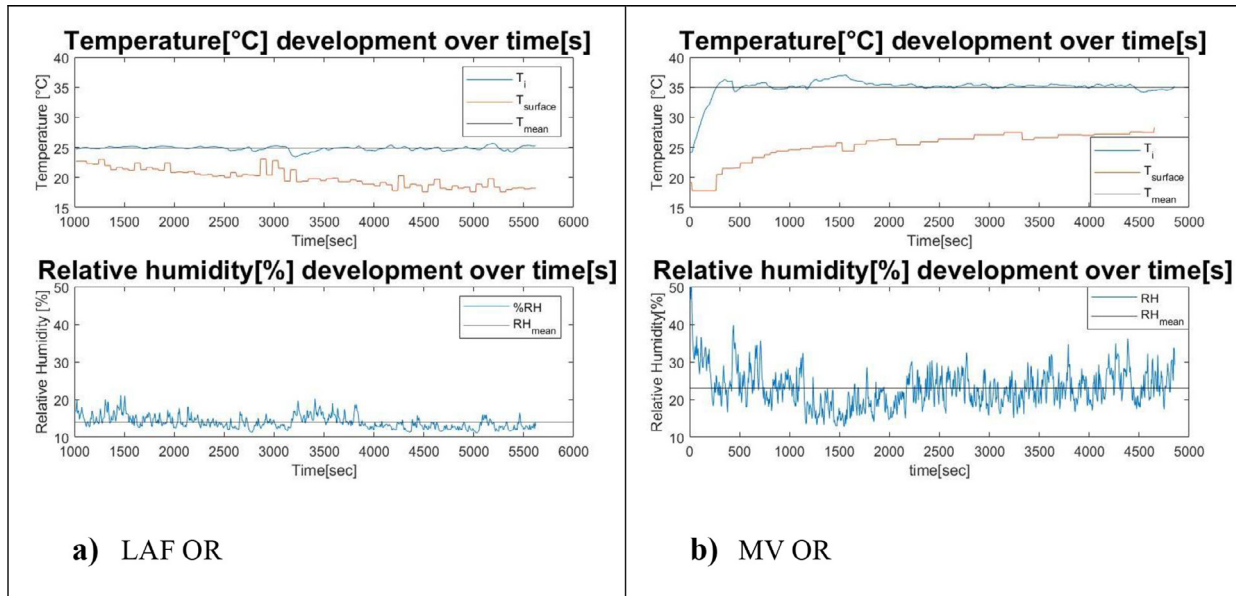 Temperature[°C] development over time[s]
40
35
30
25
20
15
Temperature [°C]
T_i
T_surface
T_mean
1000 1500 2000 2500 3000 3500 4000 4500 5000 5500 6000
Time[sec]
Relative humidity[%] development over time[s]
50
40
30
20
10
Relative Humidity [%]
%RH
RH_mean
1000 1500 2000 2500 3000 3500 4000 4500 5000 5500 6000
Time[sec]
a) LAF OR
Temperature[°C] development over time[s]
40
35
30
25
20
15
Temperature [°C]
T_i
T_surface
T_mean
0 500 1000 1500 2000 2500 3000 3500 4000 4500 5000
Time[sec]
Relative humidity[%] development over time[s]
50
40
30
20
10
Relative Humidity[%]
RH
RH_mean
0 500 1000 1500 2000 2500 3000 3500 4000 4500 5000
time[sec]
b) MV OR